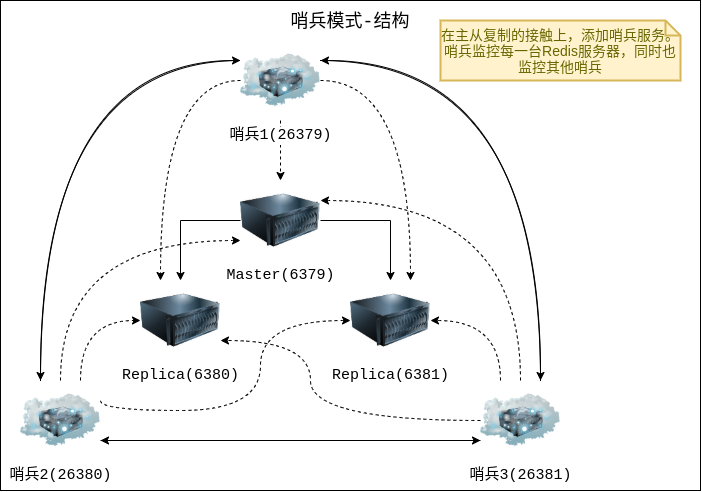 哨兵模式-结构
在主从复制的接触上，添加哨兵服务。
哨兵监控每一台Redis服务器，同时也
监控其他哨兵
哨兵1(26379)
Master(6379)
Replica(6380)
Replica(6381)
哨兵2(26380)
哨兵3(26381)